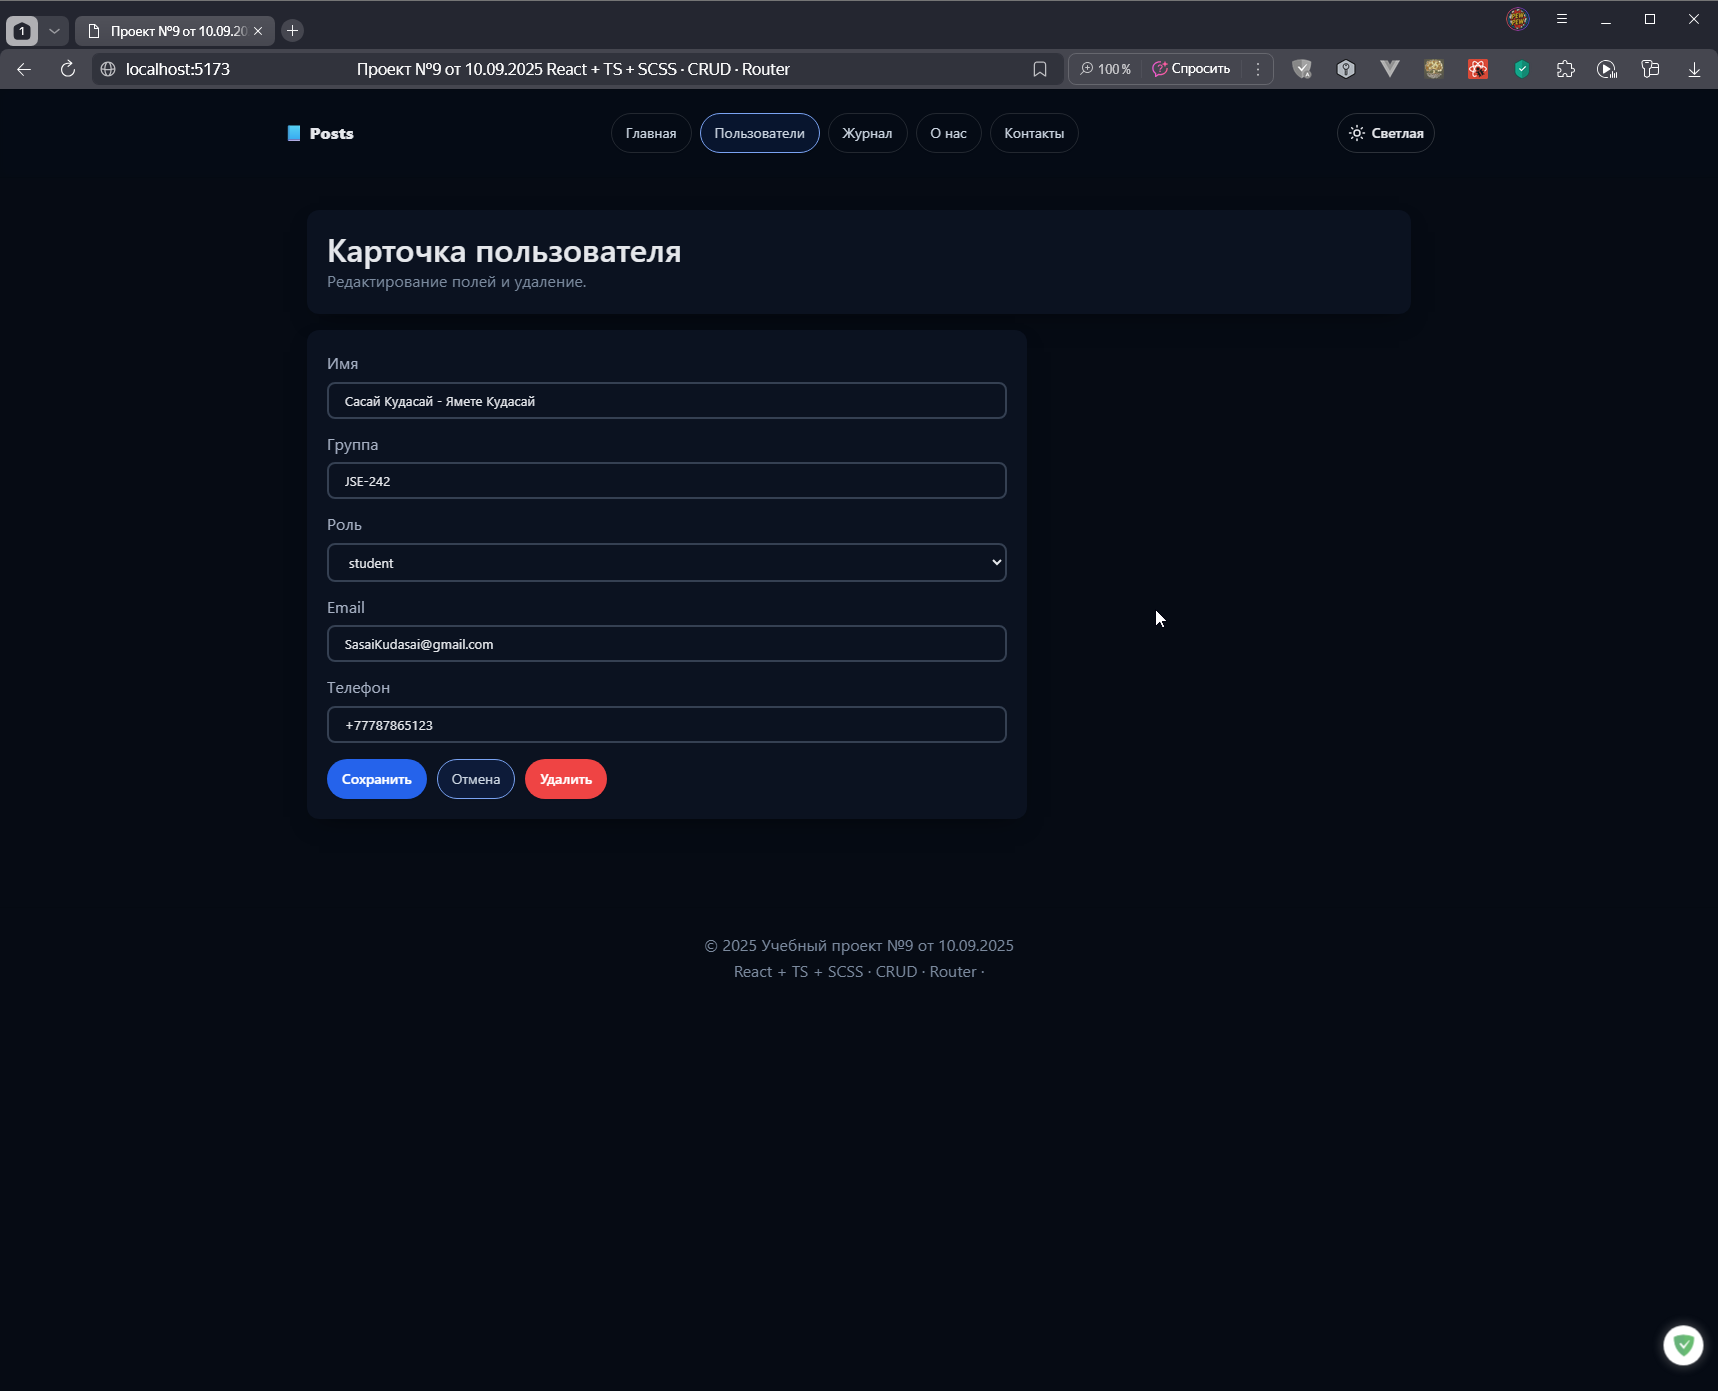 1
Проект №9 от 10.09.20
localhost:5173
Проект №9 от 10.09.2025 React + TS + SCSS · CRUD · Router
100 %
Спросить
Posts
Главная
Пользователи
Журнал
О нас
Контакты
Светлая
Карточка пользователя
Редактирование полей и удаление.
Имя
Сасай Кудасай - Ямете Кудасай
Группа
JSE-242
Роль
student
Email
SasaiKudasai@gmail.com
Телефон
+77787865123
Сохранить
Отмена
Удалить
© 2025 Учебный проект №9 от 10.09.2025
React + TS + SCSS · CRUD · Router ·